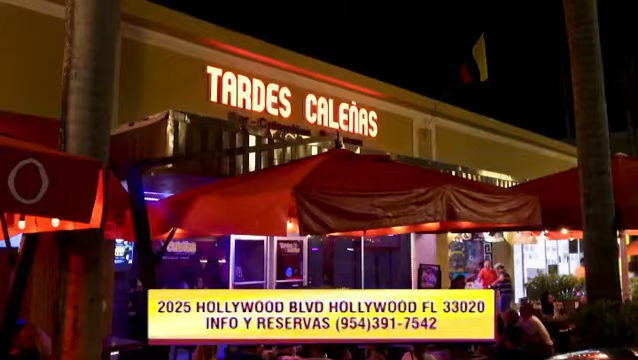 TARDES CALEÑAS
2025 HOLLYWOOD BLVD HOLLYWOOD FL 33020
INFO Y RESERVAS (954)391-7542